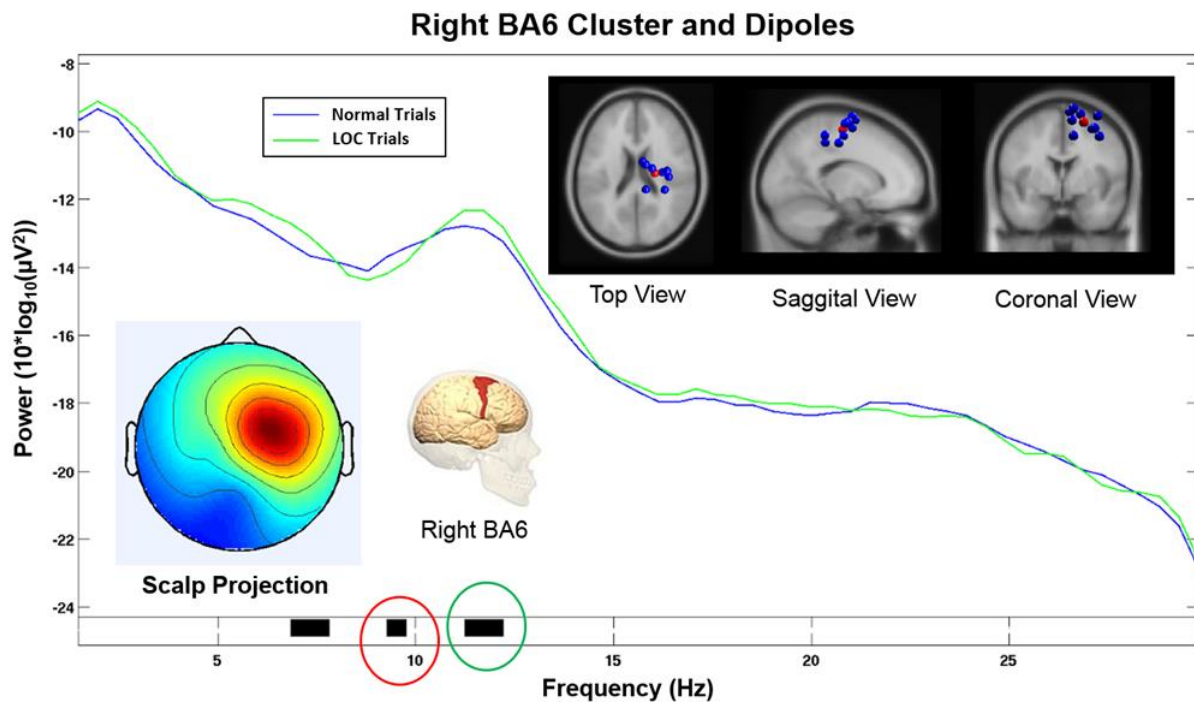 Right BA6 Cluster and Dipoles
-8
-10
-12
-14
-16
-18
-20
-22
-24
Power (10*log10(µV2))
Normal Trials
LOC Trials
Top View
Saggital View
Coronal View
Right BA6
Scalp Projection
5
10
15
20
25
Frequency (Hz)